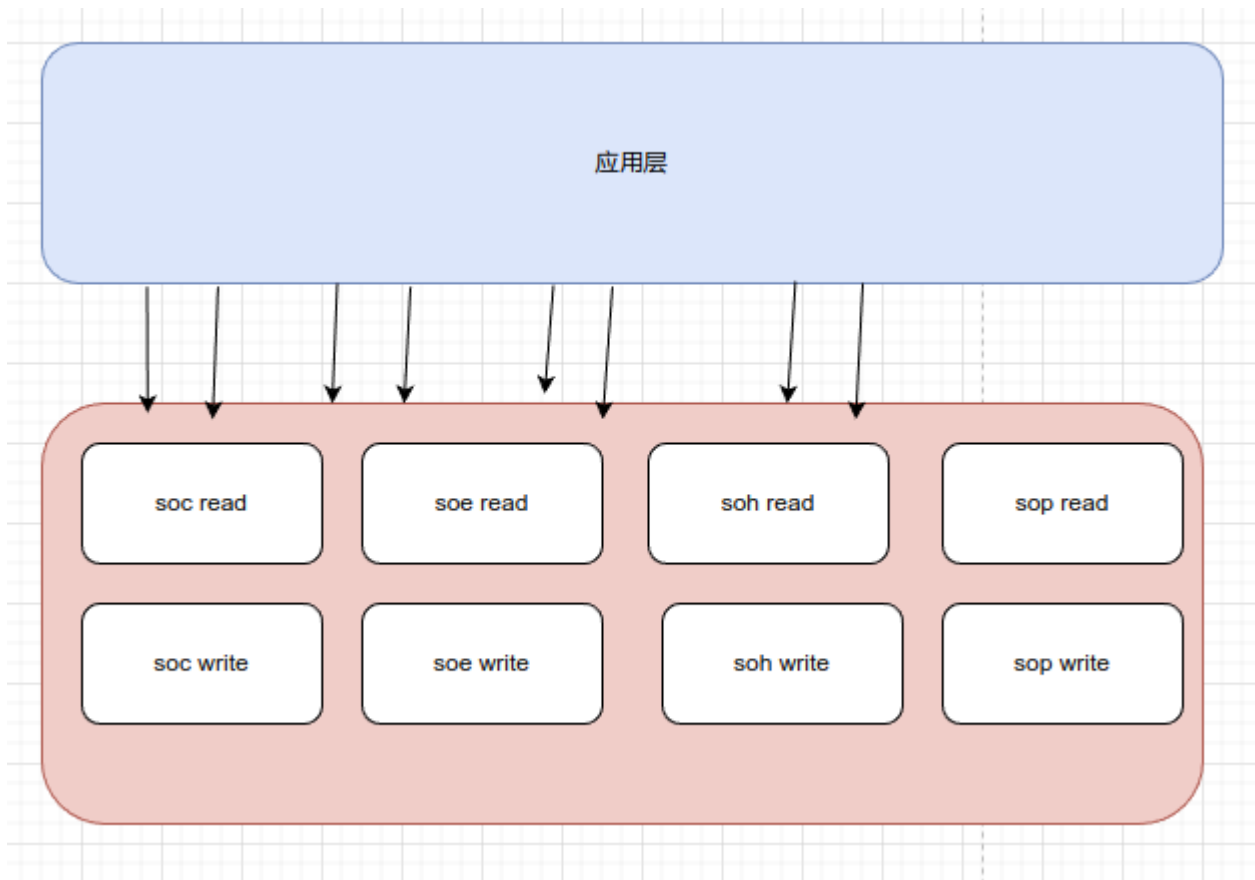 应用层
soc read
soe read
soh read
sop read
soc write
soe write
soh write
sop write